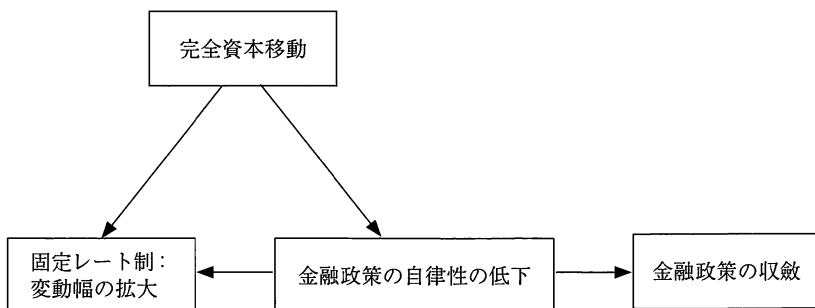 完全資本移動
固定レート制：
変動幅の拡大
金融政策の自律性の低下
金融政策の収斂